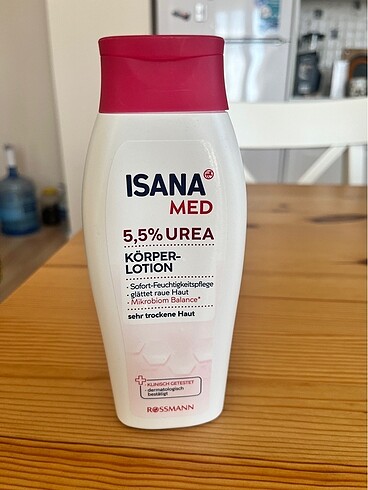 ISANA
MED
5,5% UREA
KÖRPER-
LOTION
· Sofort-Feuchtigkeitspflege
· glättet raue Haut
· Mikrobiom Balance*
sehr trockene Haut
KLINISCH GETESTET
· dermatologisch
bestätigt
ROSSMANN